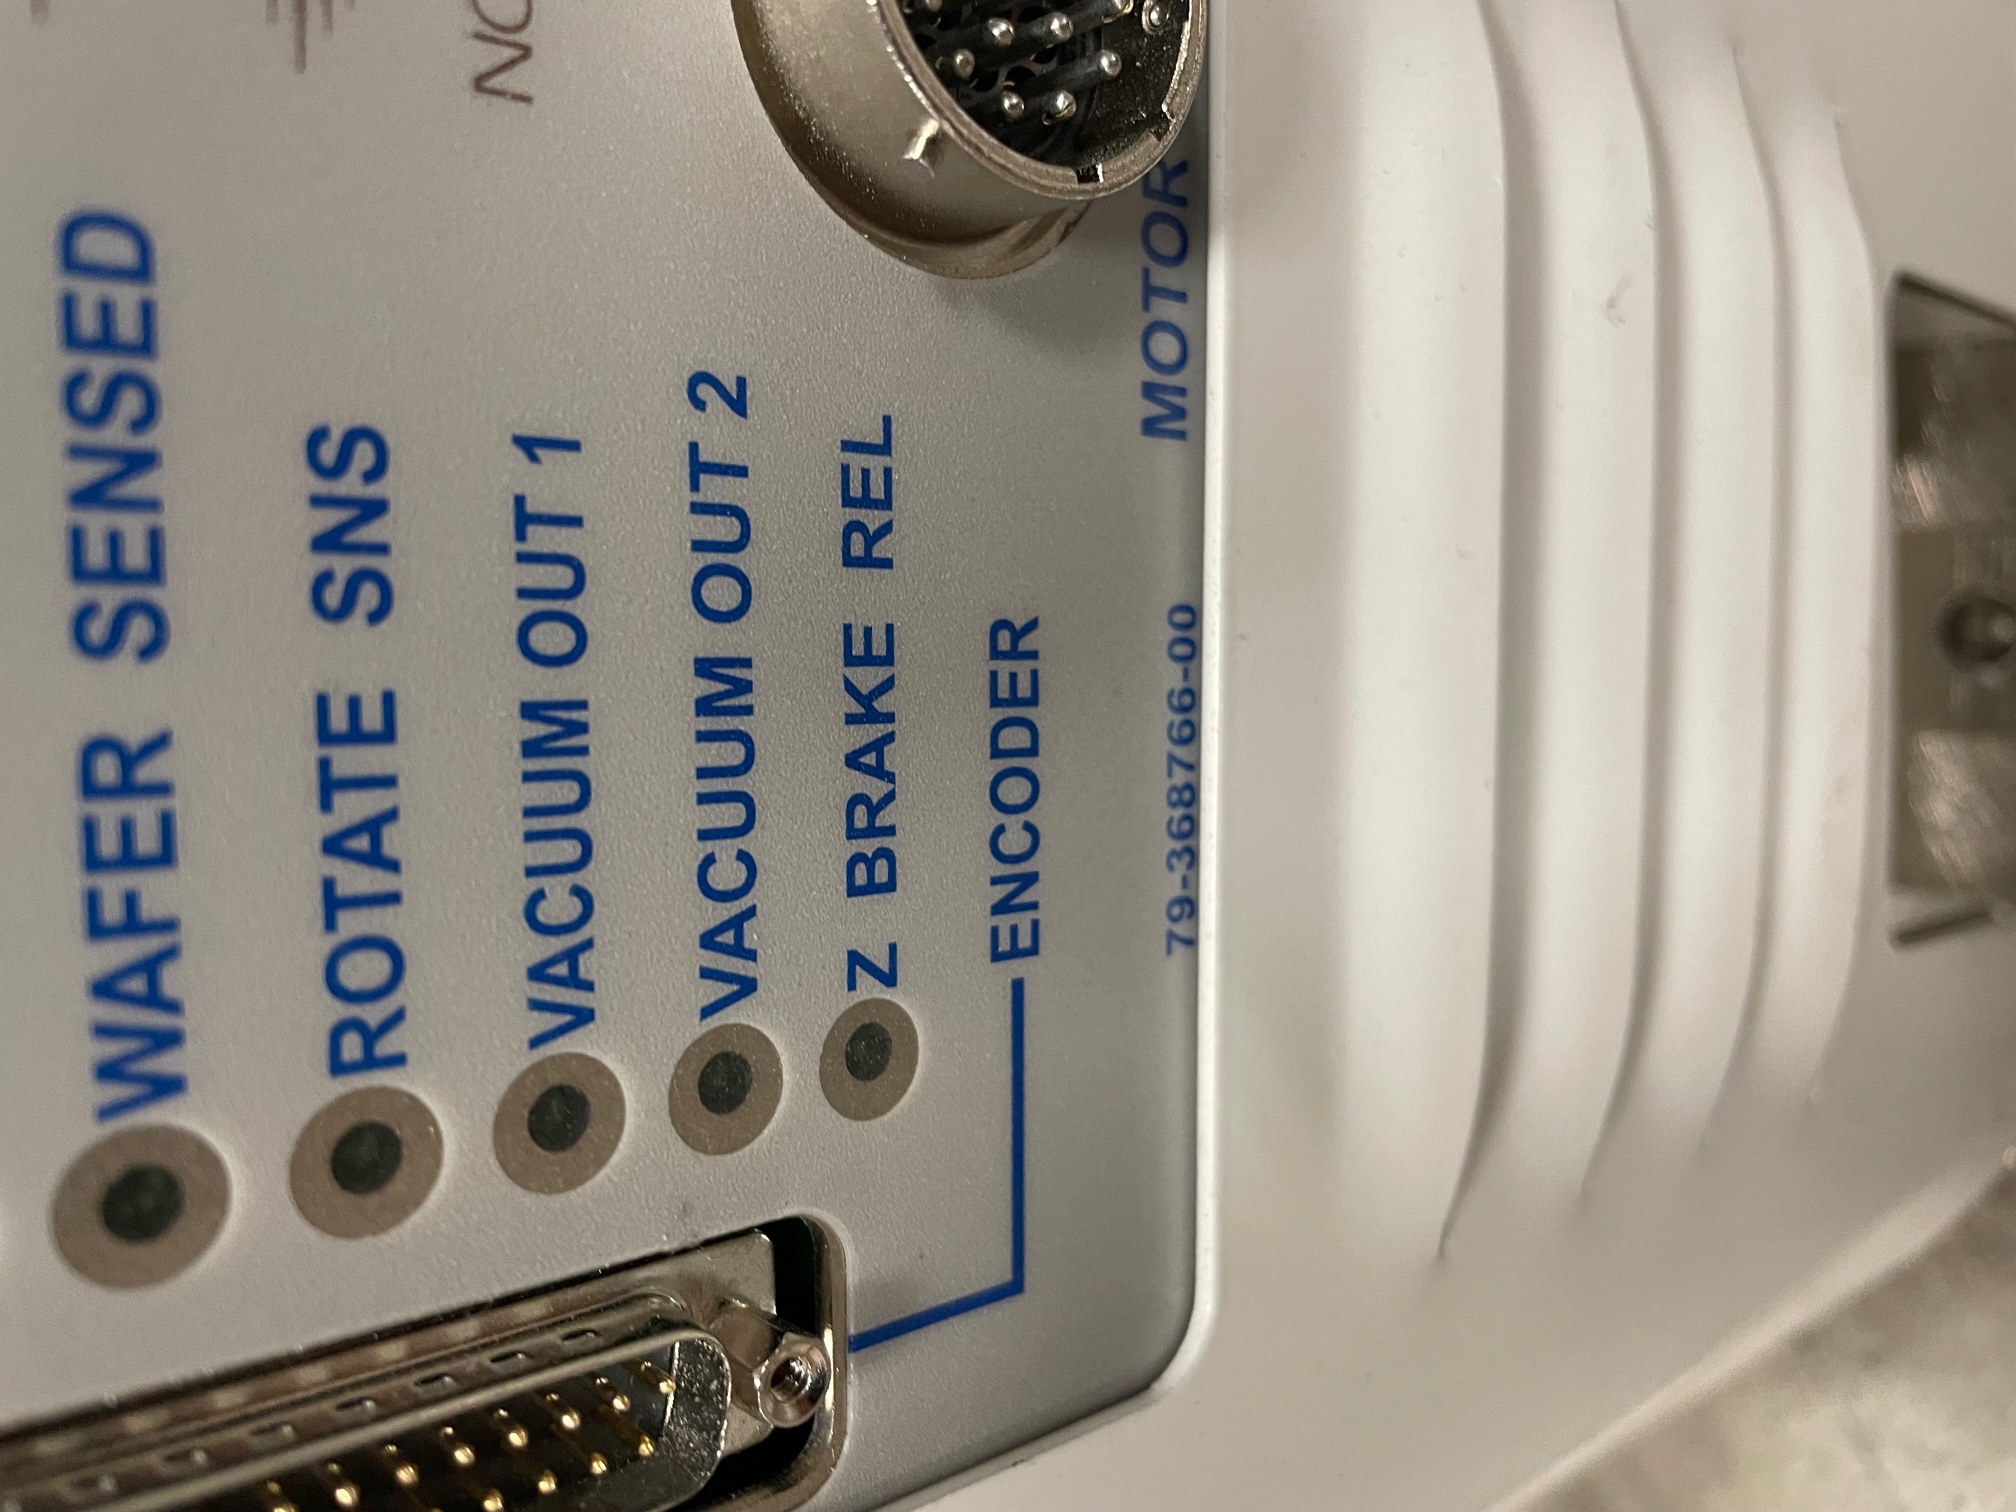 WAFER SENSED
ROTATE SNS
VACUUM OUT 1
VACUUM OUT 2
Z BRAKE REL
ENCODER
MOTOR
79-368766-00